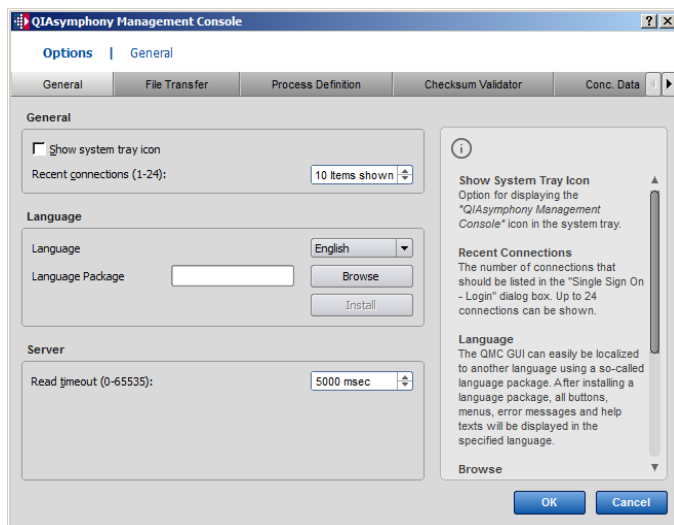 QIAsymphony Management Console
Options | General
General
File Transfer
Process Definition
Checksum Validator
Conc. Data
General
Show system tray icon
Recent connections (1-24):
10 Items shown
Language
Language
English
Language Package
Browse
Install
Server
Read timeout (0-65535):
5000 msec
Show System Tray Icon
Option for displaying the
"QIAsymphony Management
Console" icon in the system tray.
Recent Connections
The number of connections that
should be listed in the "Single Sign On
- Login" dialog box. Up to 24
connections can be shown.
Language
The QMC GUI can easily be localized
to another language using a so-called
language package. After installing a
language package, all buttons,
menus, error messages and help
texts will be displayed in the
specified language.
Browse
OK
Cancel